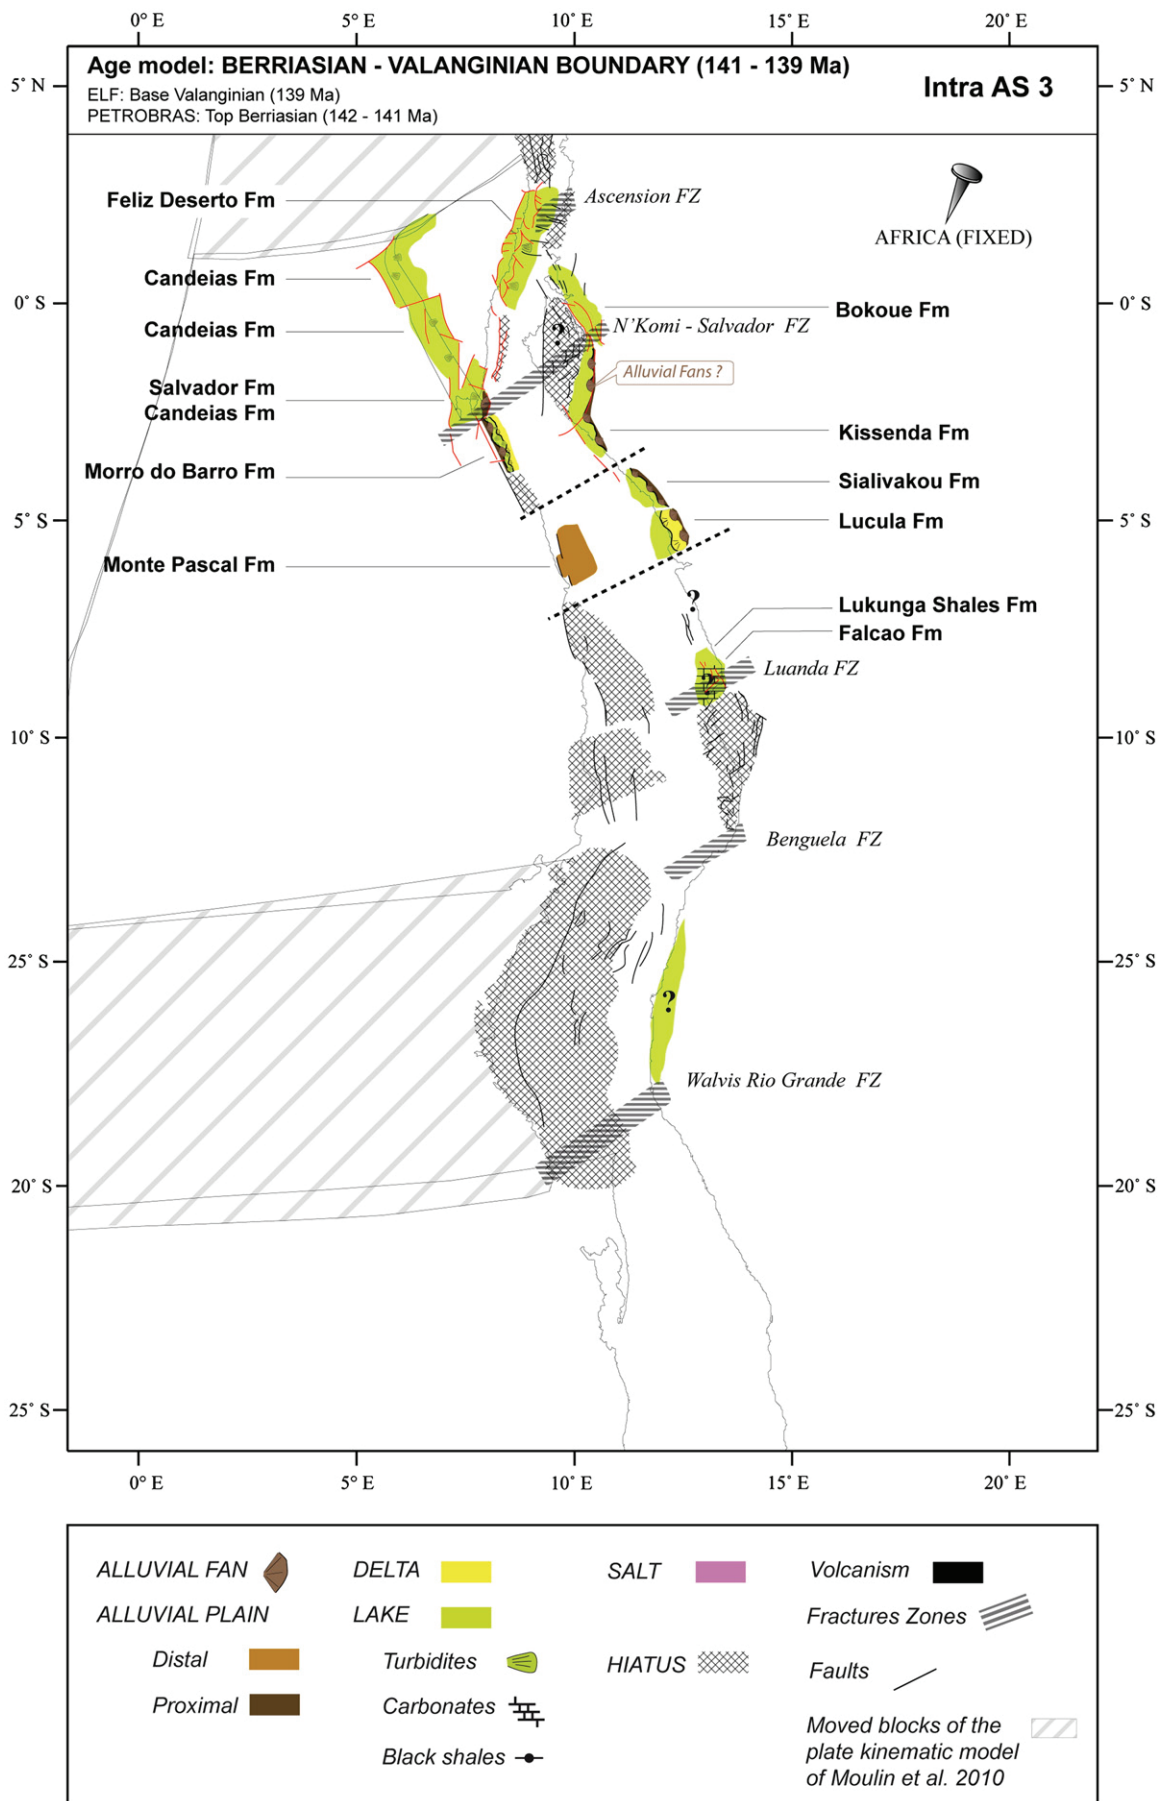 0° E 5° E 10° E 15° E 20° E
Age model: BERRIASIAN - VALANGINIAN BOUNDARY (141 - 139 Ma)
Intra AS 3
ELF: Base Valanginian (139 Ma)
PETROBRAS: Top Berriasian (142 - 141 Ma)
5° N
5° N
Feliz Deserto Fm
Ascension FZ
AFRICA (FIXED)
Candeias Fm
0° S
0° S
Bokoue Fm
Candeias Fm
?
N'Komi - Salvador FZ
Alluvial Fans ?
Salvador Fm
Candeias Fm
Kissenda Fm
Morro do Barro Fm
Sialivakou Fm
5° S
Lucula Fm
5° S
Monte Pascal Fm
?
Lukunga Shales Fm
Falcao Fm
Luanda FZ
?
10° S
10° S
Benguela FZ
25° S
25° S
?
Walvis Rio Grande FZ
20° S
20° S
25° S
25° S
0° E 5° E 10° E 15° E 20° E
ALLUVIAL FAN
DELTA
SALT
Volcanism
ALLUVIAL PLAIN
LAKE
Fractures Zones
Distal
Turbidites
HIATUS
Faults
Proximal
Carbonates
Black shales
Moved blocks of the
plate kinematic model
of Moulin et al. 2010